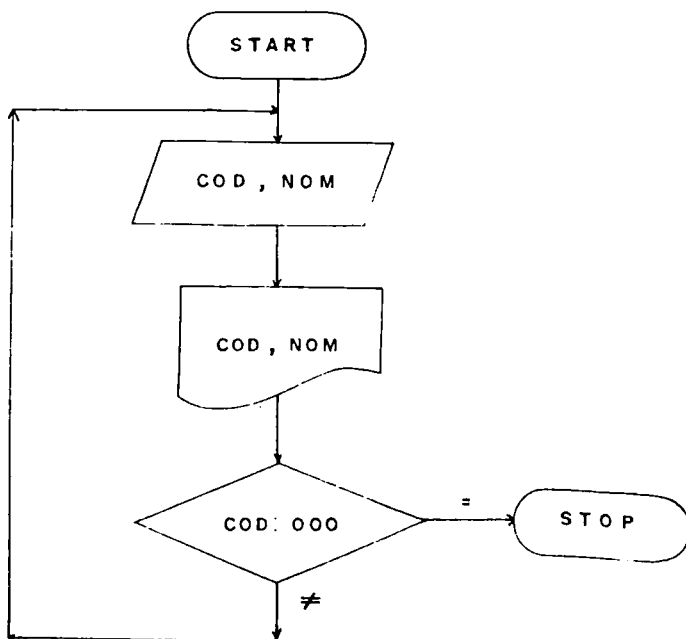 START
COD, NOM
COD, NOM
COD: 000
=
STOP
≠